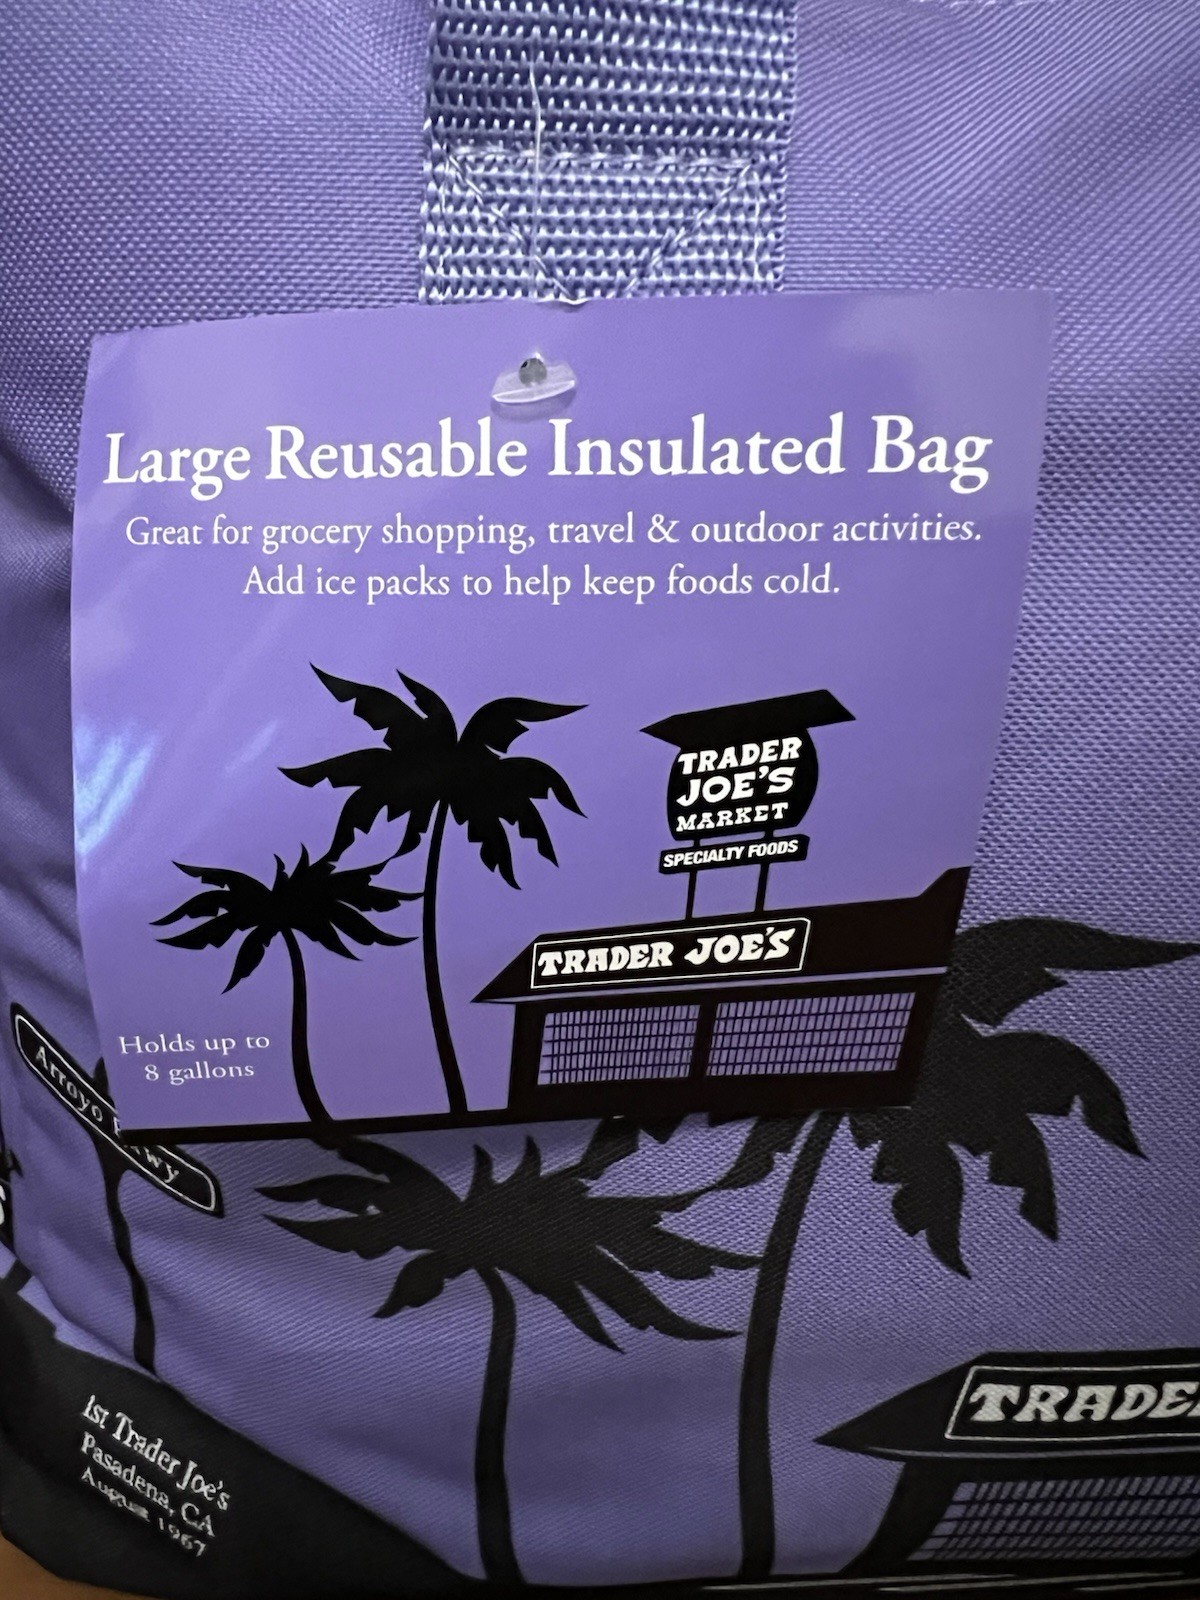 Large Reusable Insulated Bag
Great for grocery shopping, travel & outdoor activities.
Add ice packs to help keep foods cold.
TRADER
JOE'S
MARKET
SPECIALTY FOODS
TRADER JOE'S
Holds up to
8 gallons
Arroyo P kwy
TRADE
1st Trader Joe's
Pasadena, CA
August 1967